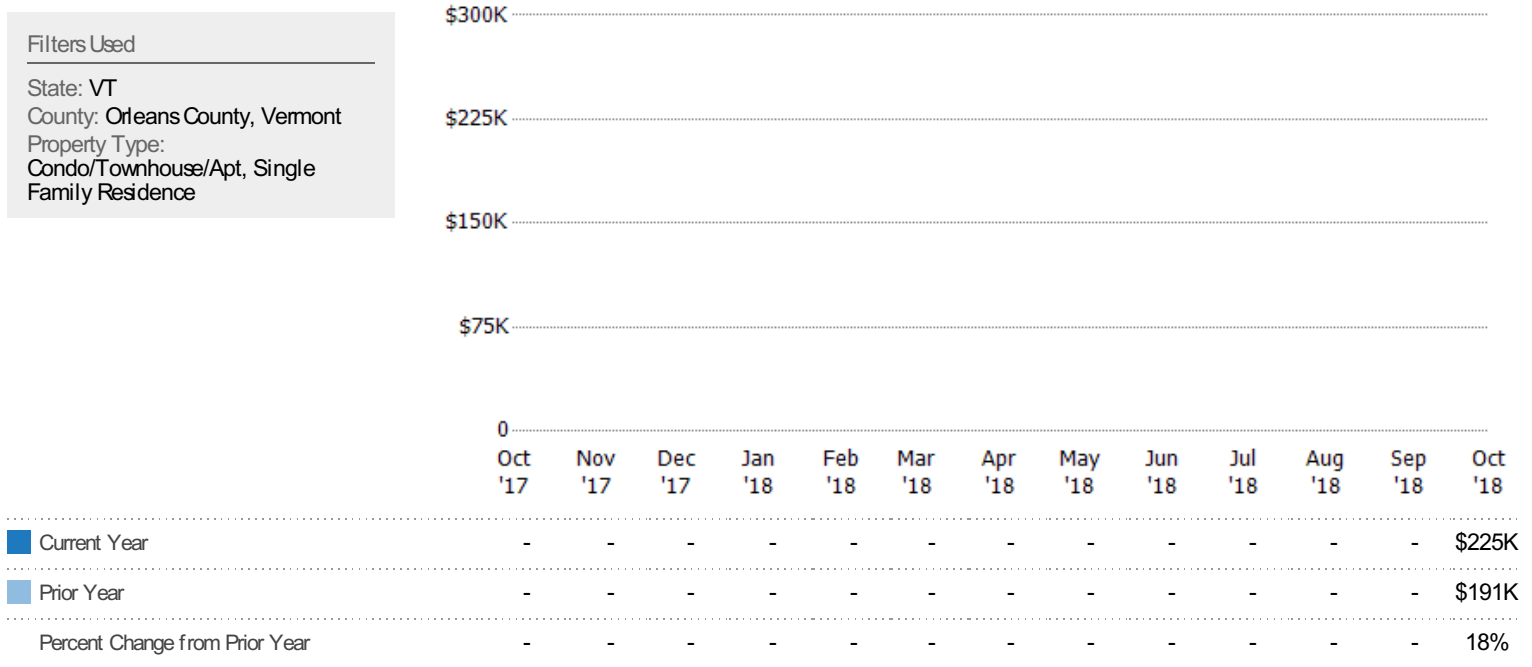 Filters Used
State: VT
County: Orleans County, Vermont
Property Type:
Condo/Townhouse/Apt, Single
Family Residence
$300K
$225K
$150K
$75K
0
Oct Nov Dec Jan Feb Mar Apr May Jun Jul Aug Sep Oct
'17 '17 '17 '18 '18 '18 '18 '18 '18 '18 '18 '18 '18
Current Year - - - - - - - - - - - - $225K
Prior Year - - - - - - - - - - - - $191K
Percent Change from Prior Year - - - - - - - - - - - - 18%